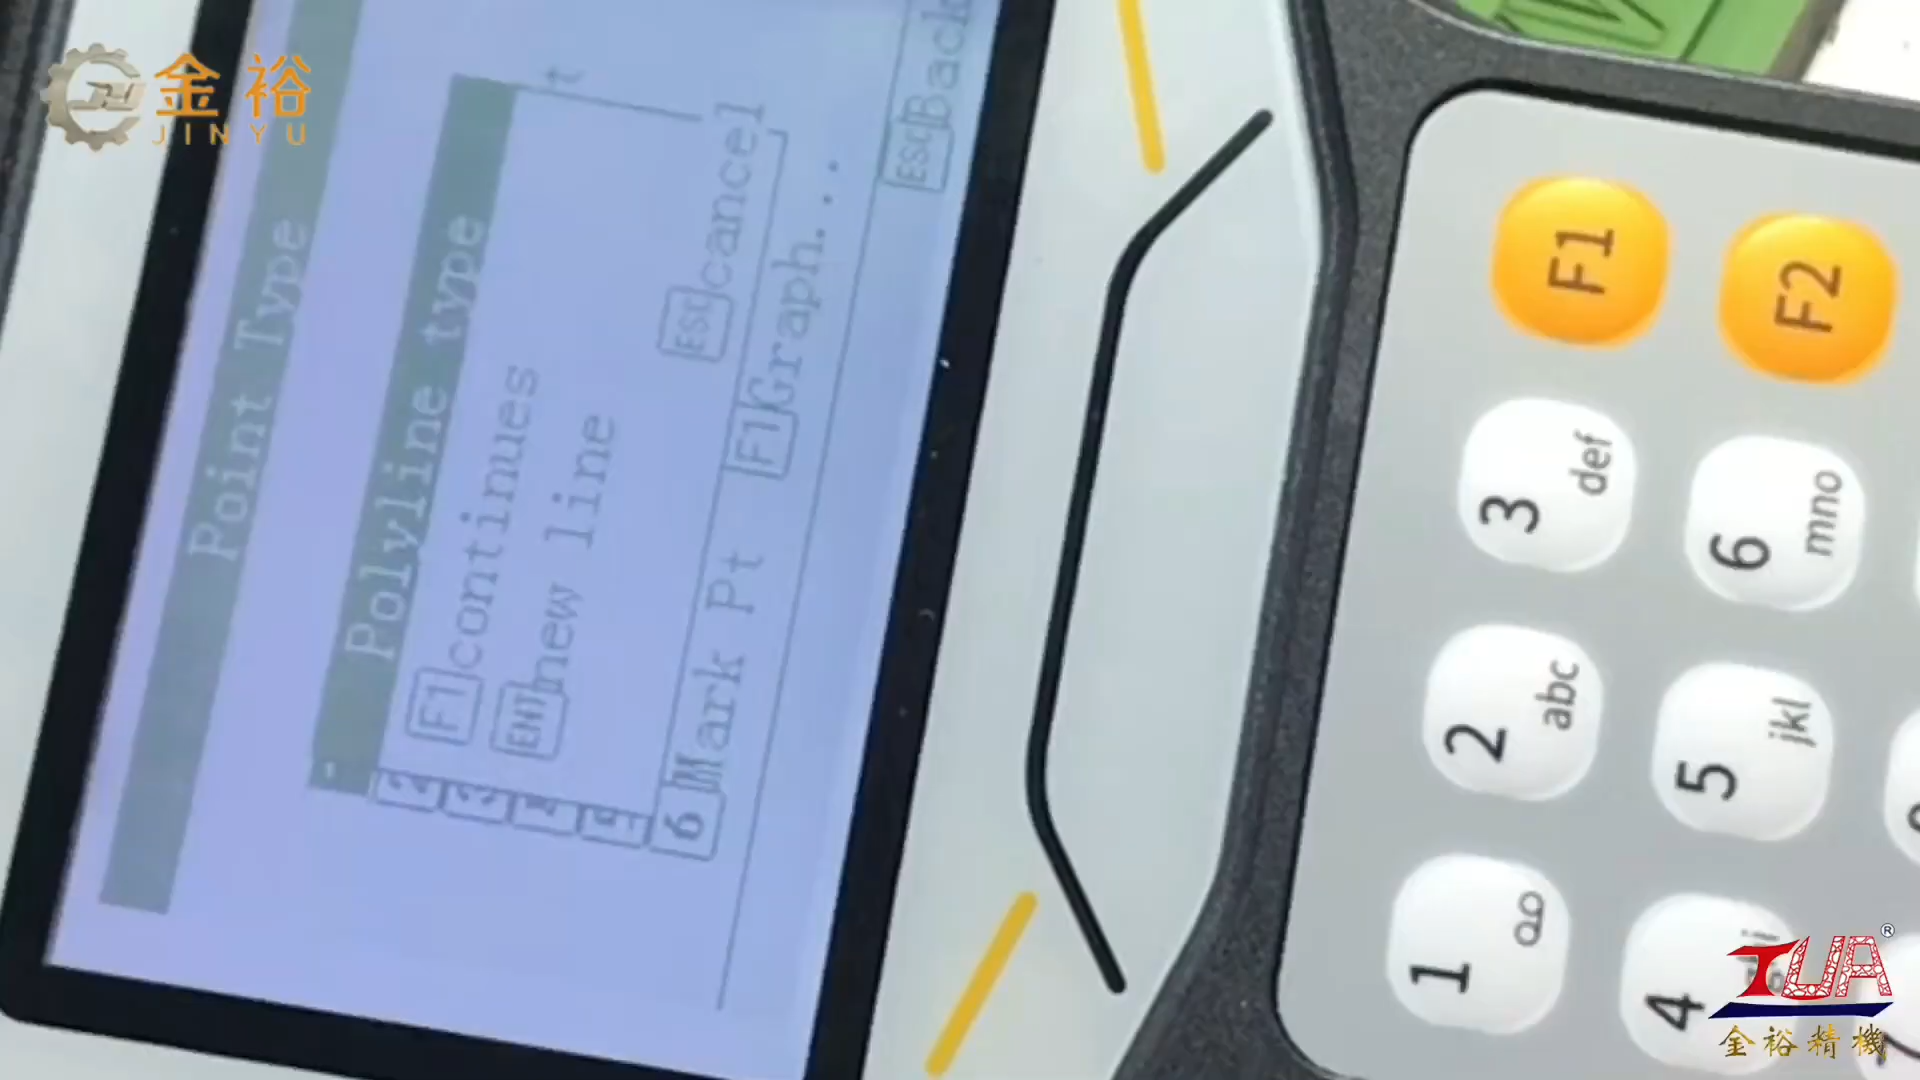 金裕
JINYU
Point Type
Polyline type
F1 continues
ENT new line
ESC cancel
6 Mark Pt
F1 Graph...
ESC Back
F1
F2
3 def
6 mno
2 abc
5 jkl
1
4
TUA®
金裕精機